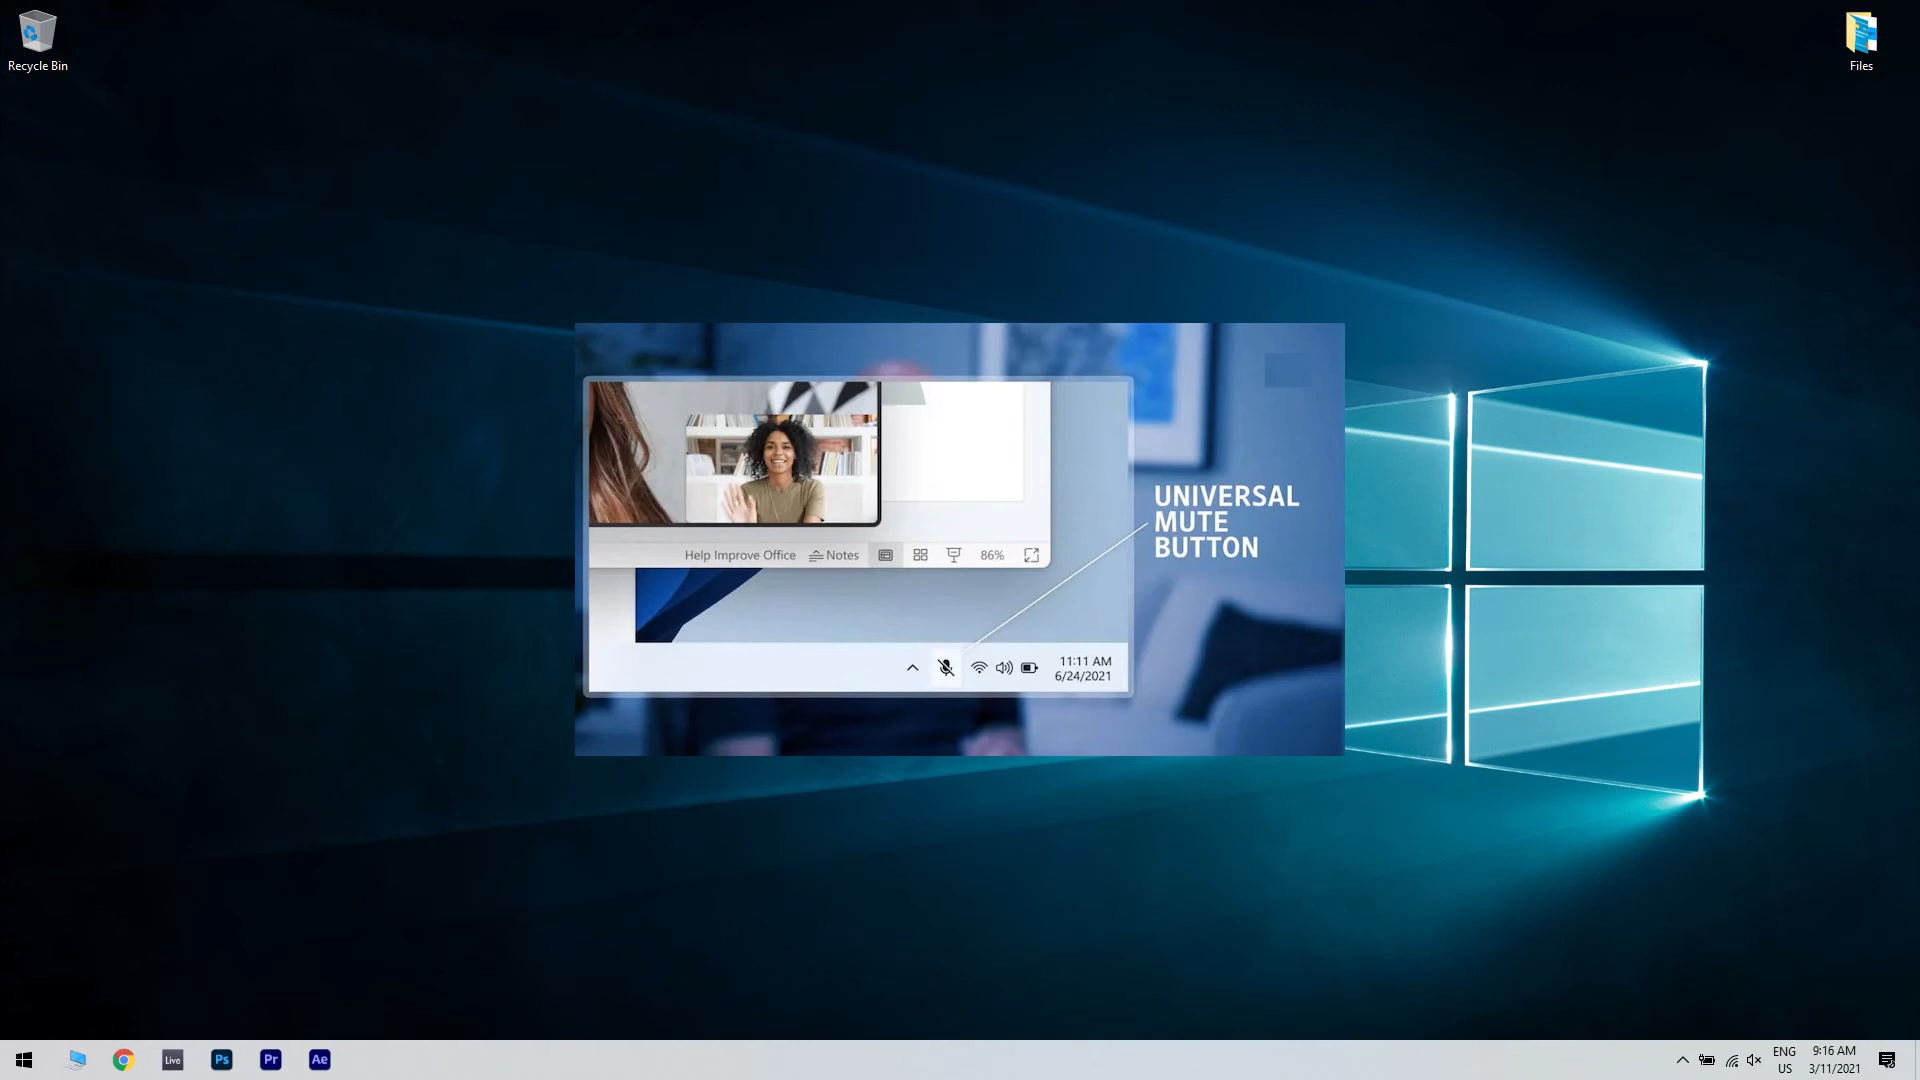 Recycle Bin
Files
UNIVERSAL
MUTE
BUTTON
Help Improve Office
Notes
86%
11:11 AM
6/24/2021
Live
Ps
Pr
Ae
ENG
US
9:16 AM
3/11/2021